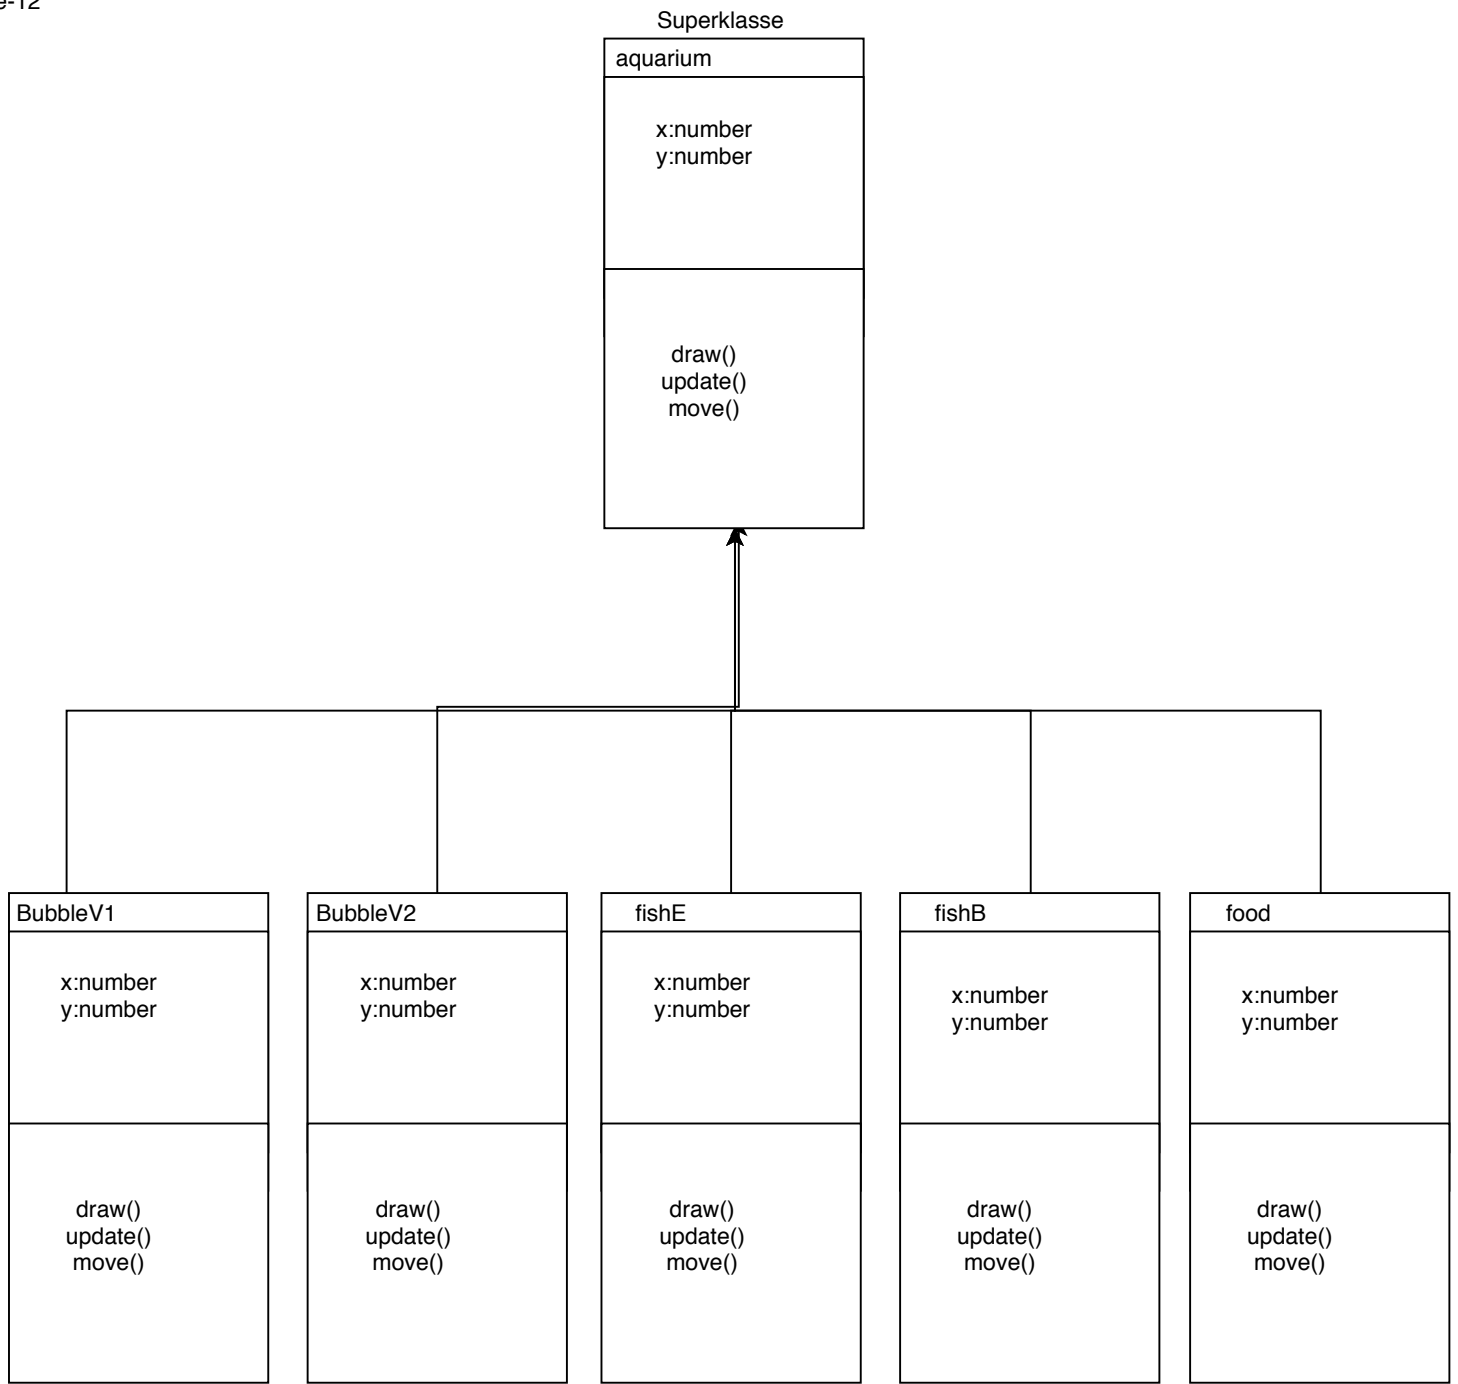 Superklasse
aquarium
x:number
y:number
draw()
update()
move()
BubbleV1
x:number
y:number
draw()
update()
move()
BubbleV2
x:number
y:number
draw()
update()
move()
fishE
x:number
y:number
draw()
update()
move()
fishB
x:number
y:number
draw()
update()
move()
food
x:number
y:number
draw()
update()
move()